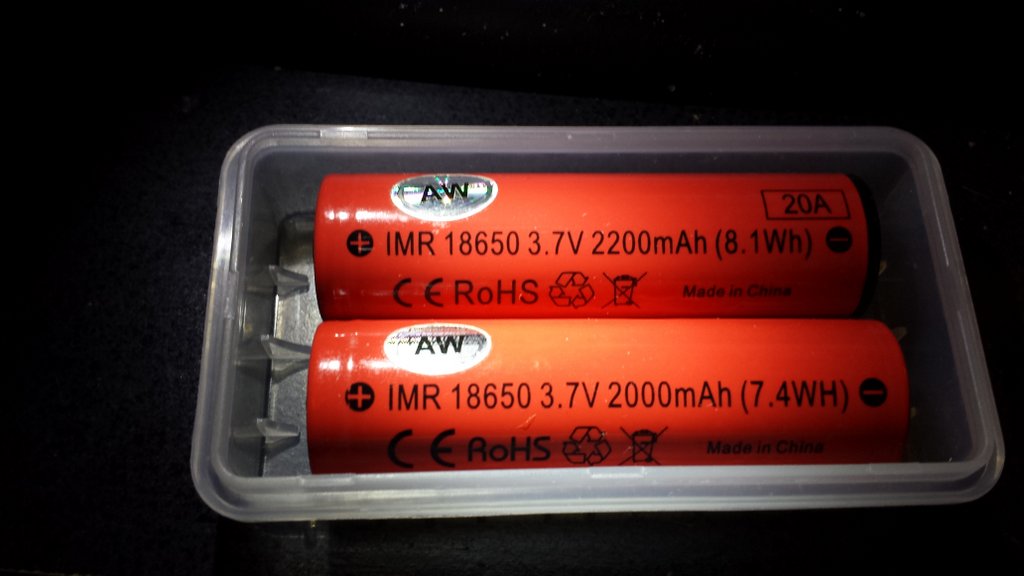 AW
20A
+ IMR 18650 3.7V 2200mAh (8.1Wh) -
CE RoHS
Made in China
AW
+ IMR 18650 3.7V 2000mAh (7.4WH) -
CE RoHS
Made in China